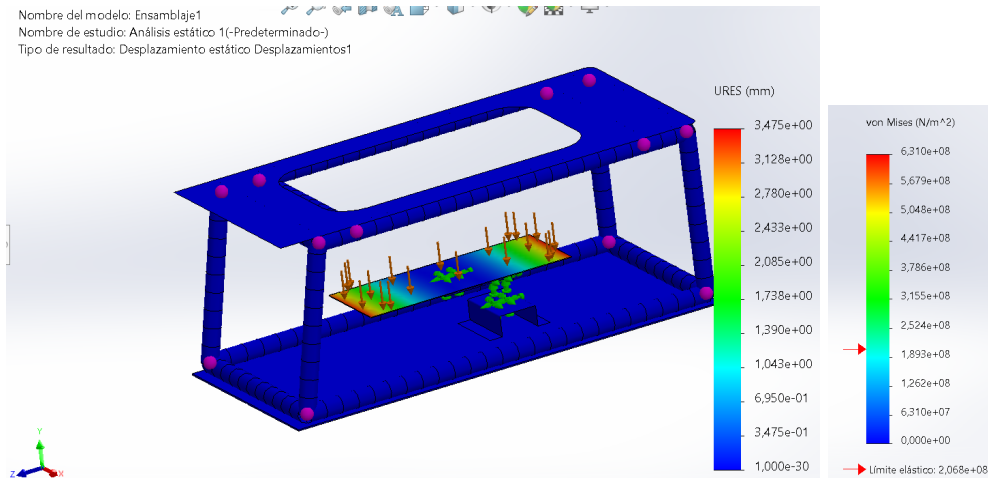 Nombre del modelo: Ensamblaje1
Nombre de estudio: Análisis estático 1(-Predeterminado-)
Tipo de resultado: Desplazamiento estático Desplazamientos1
URES (mm)
3,475e+00
3,128e+00
2,780e+00
2,433e+00
2,085e+00
1,738e+00
1,390e+00
1,043e+00
6,950e-01
3,475e-01
1,000e-30
von Mises (N/m^2)
6,310e+08
5,679e+08
5,048e+08
4,417e+08
3,786e+08
3,155e+08
2,524e+08
1,893e+08
1,262e+08
6,310e+07
0,000e+00
Límite elástico: 2,068e+08
Y
Z
X